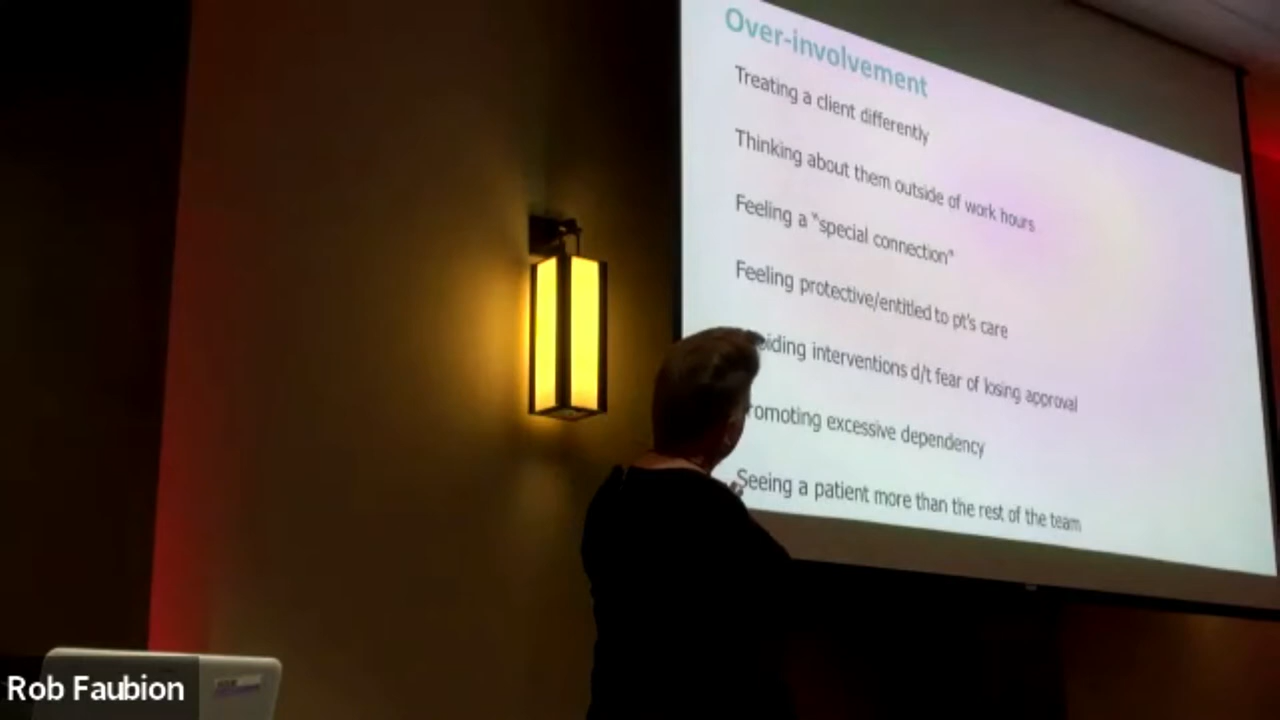 Over-involvement
Treating a client differently
Thinking about them outside of work hours
Feeling a "special connection"
Feeling protective/entitled to pt's care
oiding interventions d/t fear of losing approval
romoting excessive dependency
Seeing a patient more than the rest of the team
Rob Faubion